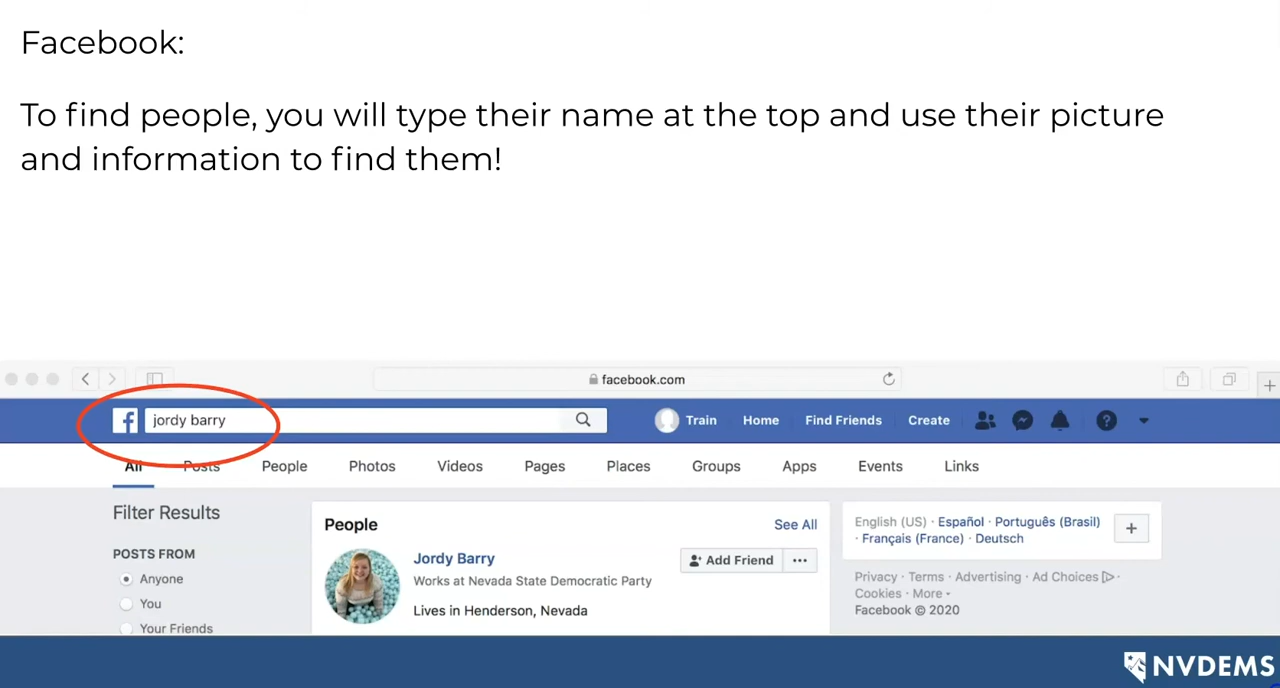 Facebook:
To find people, you will type their name at the top and use their picture
and information to find them!
facebook.com
jordy barry
Train Home Find Friends Create
All Posts People Photos Videos Pages Places Groups Apps Events Links
Filter Results
POSTS FROM
Anyone
You
Your Friends
People
See All
Jordy Barry
Works at Nevada State Democratic Party
Lives in Henderson, Nevada
Add Friend
English (US) · Español · Português (Brasil)
· Français (France) · Deutsch
Privacy · Terms · Advertising · Ad Choices ·
Cookies · More
Facebook © 2020
NVDEMS